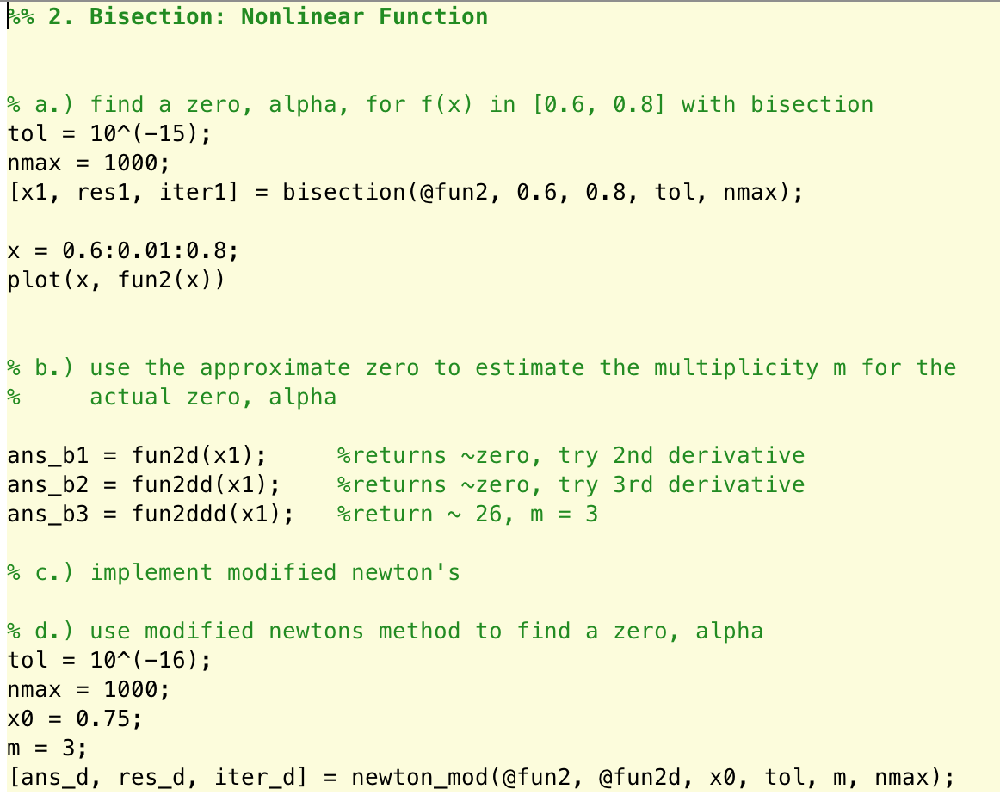 %% 2. Bisection: Nonlinear Function
% a.) find a zero, alpha, for f(x) in [0.6, 0.8] with bisection
tol = 10^(-15);
nmax = 1000;
[x1, res1, iter1] = bisection(@fun2, 0.6, 0.8, tol, nmax);
x = 0.6:0.01:0.8;
plot(x, fun2(x))
% b.) use the approximate zero to estimate the multiplicity m for the
%     actual zero, alpha
ans_b1 = fun2d(x1);     %returns ~zero, try 2nd derivative
ans_b2 = fun2dd(x1);    %returns ~zero, try 3rd derivative
ans_b3 = fun2ddd(x1);   %return ~ 26, m = 3
% c.) implement modified newton's
% d.) use modified newtons method to find a zero, alpha
tol = 10^(-16);
nmax = 1000;
x0 = 0.75;
m = 3;
[ans_d, res_d, iter_d] = newton_mod(@fun2, @fun2d, x0, tol, m, nmax);